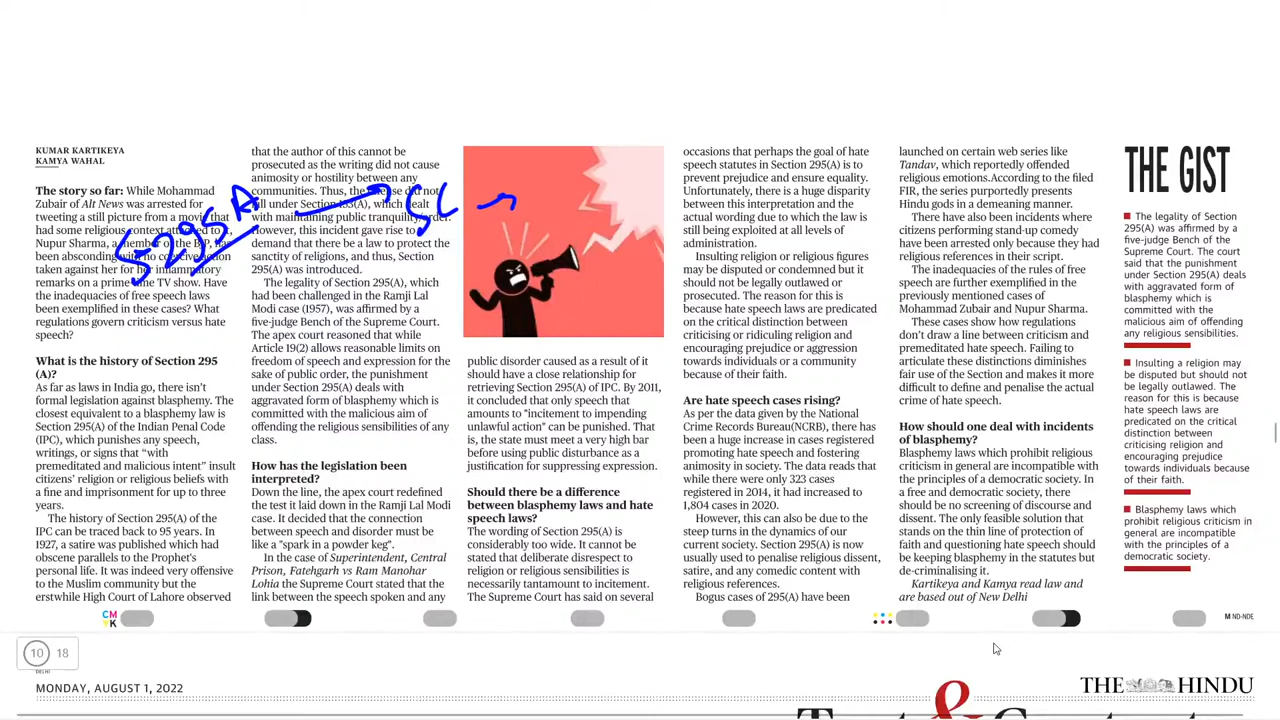 KUMAR KARTIKEYA
KAMYA WAHAL
The story so far: While Mohammad
Zubair of Alt News was arrested for
tweeting a still picture from a movie that
had some religious context attached to it,
Nupur Sharma, a member of the BJP, has
been absconding with no coercive action
taken against her for her inflammatory
remarks on a prime time TV show. Have
the inadequacies of free speech laws
been exemplified in these cases? What
regulations govern criticism versus hate
speech?
What is the history of Section 295
(A)?
As far as laws in India go, there isn't
formal legislation against blasphemy. The
closest equivalent to a blasphemy law is
Section 295(A) of the Indian Penal Code
(IPC), which punishes any speech,
writings, or signs that "with
premeditated and malicious intent" insult
citizens' religion or religious beliefs with
a fine and imprisonment for up to three
years.
The history of Section 295(A) of the
IPC can be traced back to 95 years. In
1927, a satire was published which had
obscene parallels to the Prophet's
personal life. It was indeed very offensive
to the Muslim community but the
erstwhile High Court of Lahore observed
that the author of this cannot be
prosecuted as the writing did not cause
animosity or hostility between any
communities. Thus, the offense did not
fall under Section 153(A), which dealt
with maintaining public tranquility/order.
However, this incident gave rise to a
demand that there be a law to protect the
sanctity of religions, and thus, Section
295(A) was introduced.
The legality of Section 295(A), which
had been challenged in the Ramji Lal
Modi case (1957), was affirmed by a
five-judge Bench of the Supreme Court.
The apex court reasoned that while
Article 19(2) allows reasonable limits on
freedom of speech and expression for the
sake of public order, the punishment
under Section 295(A) deals with
aggravated form of blasphemy which is
committed with the malicious aim of
offending the religious sensibilities of any
class.
How has the legislation been
interpreted?
Down the line, the apex court redefined
the test it laid down in the Ramji Lal Modi
case. It decided that the connection
between speech and disorder must be
like a "spark in a powder keg".
In the case of Superintendent, Central
Prison, Fatehgarh vs Ram Manohar
Lohia the Supreme Court stated that the
link between the speech spoken and any
public disorder caused as a result of it
should have a close relationship for
retrieving Section 295(A) of IPC. By 2011,
it concluded that only speech that
amounts to "incitement to impending
unlawful action" can be punished. That
is, the state must meet a very high bar
before using public disturbance as a
justification for suppressing expression.
Should there be a difference
between blasphemy laws and hate
speech laws?
The wording of Section 295(A) is
considerably too wide. It cannot be
stated that deliberate disrespect to
religion or religious sensibilities is
necessarily tantamount to incitement.
The Supreme Court has said on several
occasions that perhaps the goal of hate
speech statutes in Section 295(A) is to
prevent prejudice and ensure equality.
Unfortunately, there is a huge disparity
between this interpretation and the
actual wording due to which the law is
still being exploited at all levels of
administration.
Insulting religion or religious figures
may be disputed or condemned but it
should not be legally outlawed or
prosecuted. The reason for this is
because hate speech laws are predicated
on the critical distinction between
criticising or ridiculing religion and
encouraging prejudice or aggression
towards individuals or a community
because of their faith.
Are hate speech cases rising?
As per the data given by the National
Crime Records Bureau(NCRB), there has
been a huge increase in cases registered
promoting hate speech and fostering
animosity in society. The data reads that
while there were only 323 cases
registered in 2014, it had increased to
1,804 cases in 2020.
However, this can also be due to the
steep turns in the dynamics of our
current society. Section 295(A) is now
usually used to penalise religious dissent,
satire, and any comedic content with
religious references.
Bogus cases of 295(A) have been
launched on certain web series like
Tandav, which reportedly offended
religious emotions.According to the filed
FIR, the series purportedly presents
Hindu gods in a demeaning manner.
There have also been incidents where
citizens performing stand-up comedy
have been arrested only because they had
religious references in their script.
The inadequacies of the rules of free
speech are further exemplified in the
previously mentioned cases of
Mohammad Zubair and Nupur Sharma.
These cases show how regulations
don't draw a line between criticism and
premeditated hate speech. Failing to
articulate these distinctions diminishes
fair use of the Section and makes it more
difficult to define and penalise the actual
crime of hate speech.
How should one deal with incidents
of blasphemy?
Blasphemy laws which prohibit religious
criticism in general are incompatible with
the principles of a democratic society. In
a free and democratic society, there
should be no screening of discourse and
dissent. The only feasible solution that
stands on the thin line of protection of
faith and questioning hate speech should
be keeping blasphemy in the statutes but
de-criminalising it.
Kartikeya and Kamya read law and
are based out of New Delhi
THE GIST
The legality of Section
295(A) was affirmed by a
five-judge Bench of the
Supreme Court. The court
said that the punishment
under Section 295(A) deals
with aggravated form of
blasphemy which is
committed with the
malicious aim of offending
any religious sensibilities.
Insulting a religion may
be disputed but should not
be legally outlawed. The
reason for this is because
hate speech laws are
predicated on the critical
distinction between
criticising religion and
encouraging prejudice
towards individuals because
of their faith.
Blasphemy laws which
prohibit religious criticism in
general are incompatible
with the principles of a
democratic society.
S295A
CM
YK
M ND-NDE
10 18
DELHI
MONDAY, AUGUST 1, 2022
THE HINDU